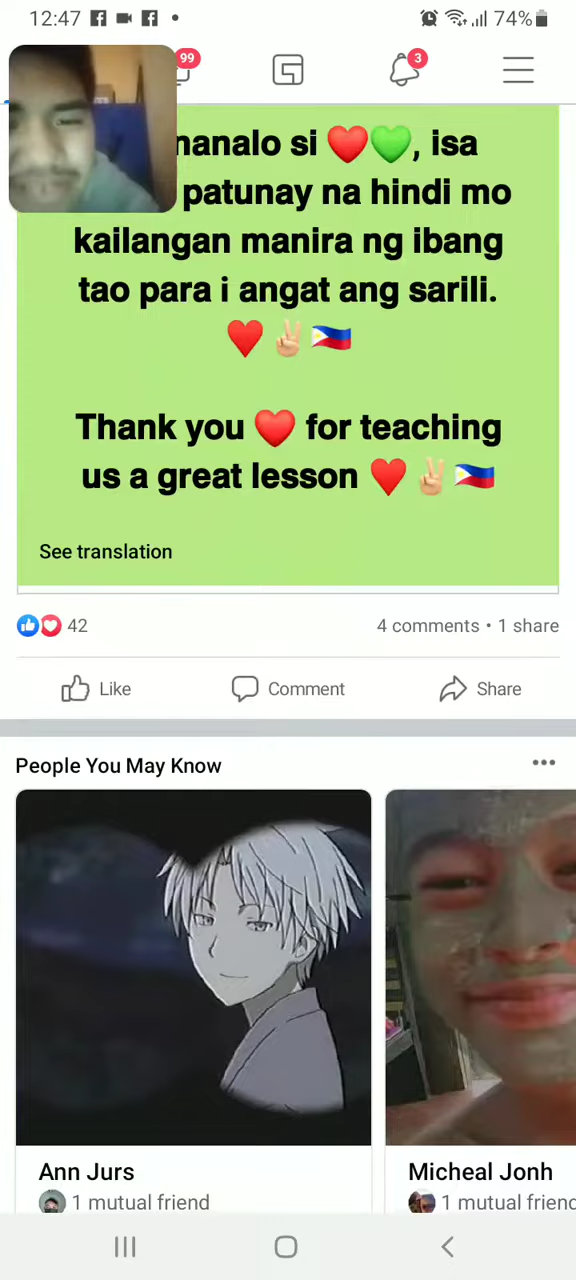 12:47
74%
99
3
nanalo si ❤️💚, isa
patunay na hindi mo
kailangan manira ng ibang
tao para i angat ang sarili.
❤️✌🏼🇵🇭
Thank you ❤️ for teaching
us a great lesson ❤️✌🏼🇵🇭
See translation
42
4 comments • 1 share
Like
Comment
Share
People You May Know
Ann Jurs
Micheal Jonh
1 mutual friend
1 mutual friend